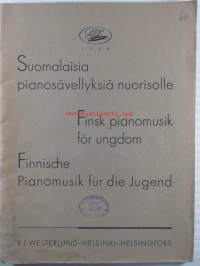 Suomalaisia
pianosävellyksiä nuorisolle
Finsk pianomusik
för ungdom
Finnische
Pianomusik für die Jugend
R.E.WESTERLUND-HELSINKI-HELSINGFORS